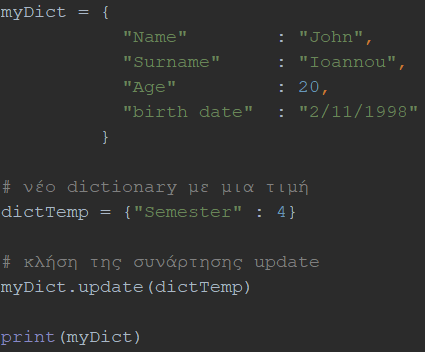 myDict = {
"Name" : "John",
"Surname" : "Ioannou",
"Age" : 20,
"birth date" : "2/11/1998"
}
# νέο dictionary με μια τιμή
dictTemp = {"Semester" : 4}
# κλήση της συνάρτησης update
myDict.update(dictTemp)
print(myDict)